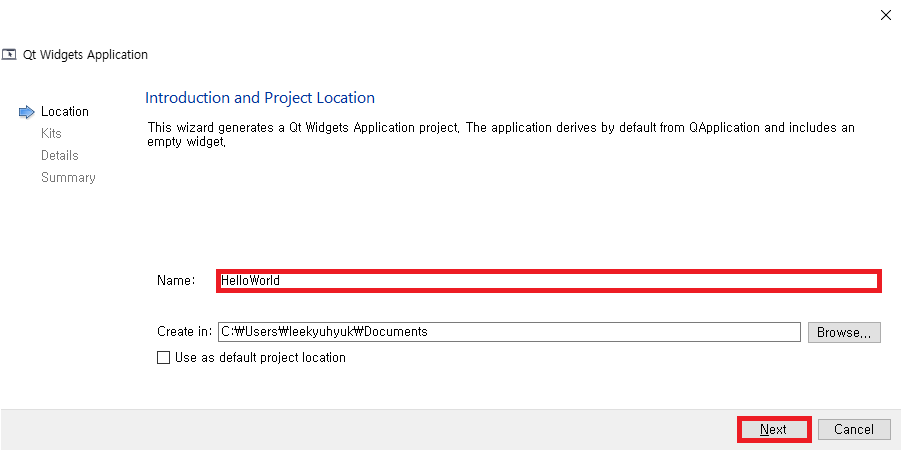 Qt Widgets Application
Introduction and Project Location
Location
Kits
Details
Summary
This wizard generates a Qt Widgets Application project. The application derives by default from QApplication and includes an
empty widget.
Name: HelloWorld
Create in: C:₩Users₩leekyuhyuk₩Documents Browse...
Use as default project location
Next Cancel